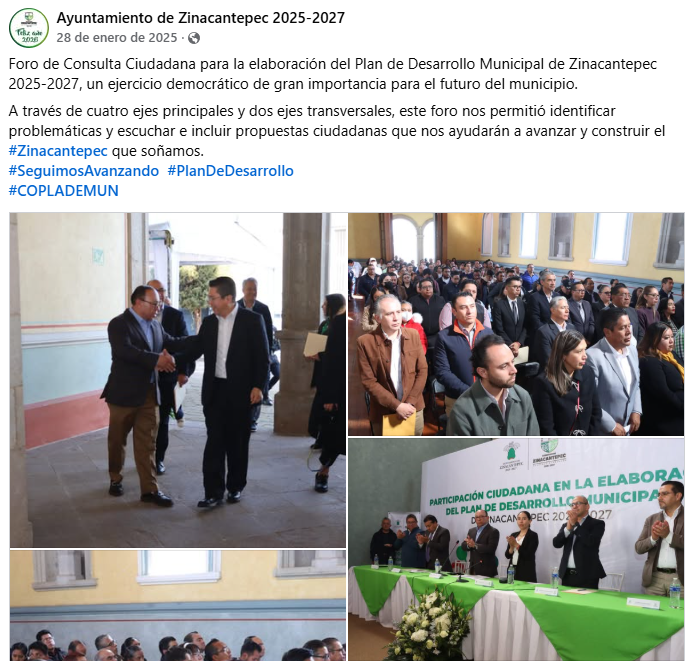 Ayuntamiento de Zinacantepec 2025-2027
28 de enero de 2025 ·
Foro de Consulta Ciudadana para la elaboración del Plan de Desarrollo Municipal de Zinacantepec
2025-2027, un ejercicio democrático de gran importancia para el futuro del municipio.
A través de cuatro ejes principales y dos ejes transversales, este foro nos permitió identificar
problemáticas y escuchar e incluir propuestas ciudadanas que nos ayudarán a avanzar y construir el
#Zinacantepec que soñamos.
#SeguimosAvanzando #PlanDeDesarrollo
#COPLADEMUN
ZINACANTEPEC
PARTICIPACIÓN CIUDADANA EN LA ELABORA
DEL PLAN DE DESARROLLO MUNICIPA